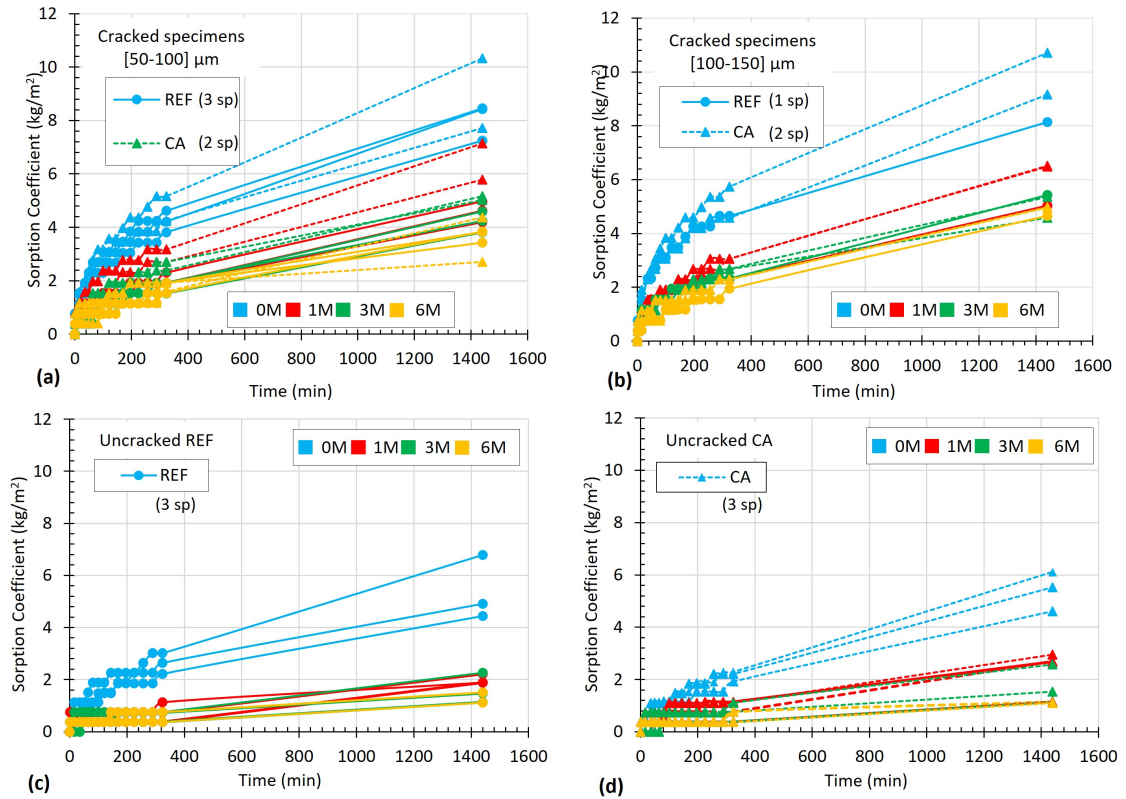 12
10
8
6
4
2
0
Sorption Coefficient (kg/m²)
Cracked specimens
[50-100] µm
REF (3 sp)
CA (2 sp)
0M 1M 3M 6M
0 200 400 600 800 1000 1200 1400 1600
Time (min)
(a)
12
10
8
6
4
2
0
Sorption Coefficient (kg/m²)
Cracked specimens
[100-150] µm
REF (1 sp)
CA (2 sp)
0M 1M 3M 6M
0 200 400 600 800 1000 1200 1400 1600
Time (min)
(b)
12
10
8
6
4
2
0
Sorption Coefficient (kg/m²)
Uncracked REF
REF
(3 sp)
0M 1M 3M 6M
0 200 400 600 800 1000 1200 1400 1600
Time (min)
(c)
12
10
8
6
4
2
0
Sorption Coefficient (kg/m²)
Uncracked CA
CA
(3 sp)
0M 1M 3M 6M
0 200 400 600 800 1000 1200 1400 1600
Time (min)
(d)